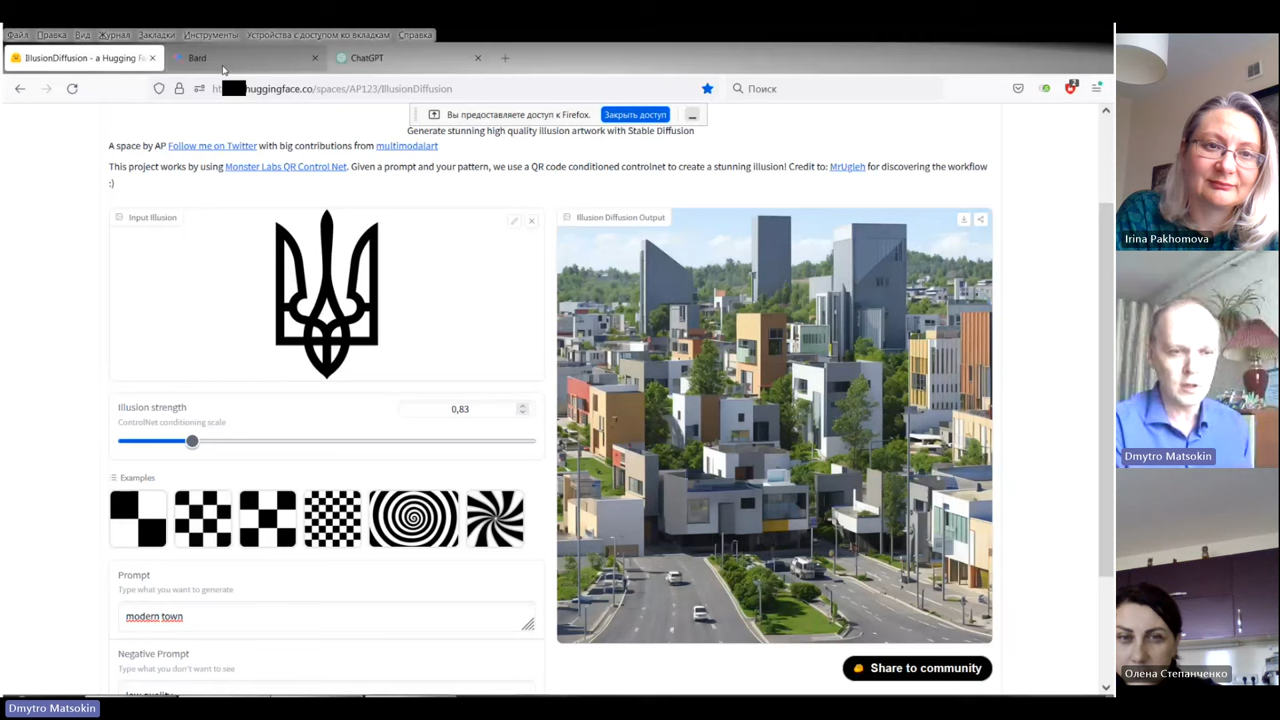 Файл Правка Вид Журнал Закладки Инструменты Устройства с доступом ко вкладкам Справка
IllusionDiffusion - a Hugging F
Bard
ChatGPT
huggingface.co/spaces/AP123/IllusionDiffusion
Поиск
2
Вы предоставляете доступ к Firefox.
Закрыть доступ
Generate stunning high quality illusion artwork with Stable Diffusion
A space by AP Follow me on Twitter with big contributions from multimodalart
This project works by using Monster Labs QR Control Net. Given a prompt and your pattern, we use a QR code conditioned controlnet to create a stunning illusion! Credit to: MrUgleh for discovering the workflow
:)
Input Illusion
Illusion Diffusion Output
Illusion strength
ControlNet conditioning scale
0,83
Examples
Prompt
Type what you want to generate
modern town
Negative Prompt
Type what you don't want to see
low quality
Share to community
Irina Pakhomova
Dmytro Matsokin
Олена Степанченко
Dmytro Matsokin